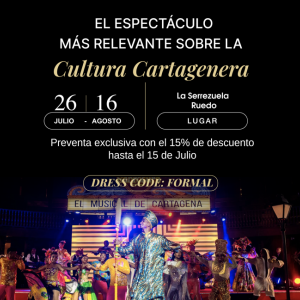 EL ESPECTÁCULO
MÁS RELEVANTE SOBRE LA
Cultura Cartagenera
26 | 16
JULIO - AGOSTO
La Serrezuela
Ruedo
LUGAR
Preventa exclusiva con el 15% de descuento
hasta el 15 de Julio
DRESS CODE: FORMAL
EL MUSIC L DE CARTAGENA